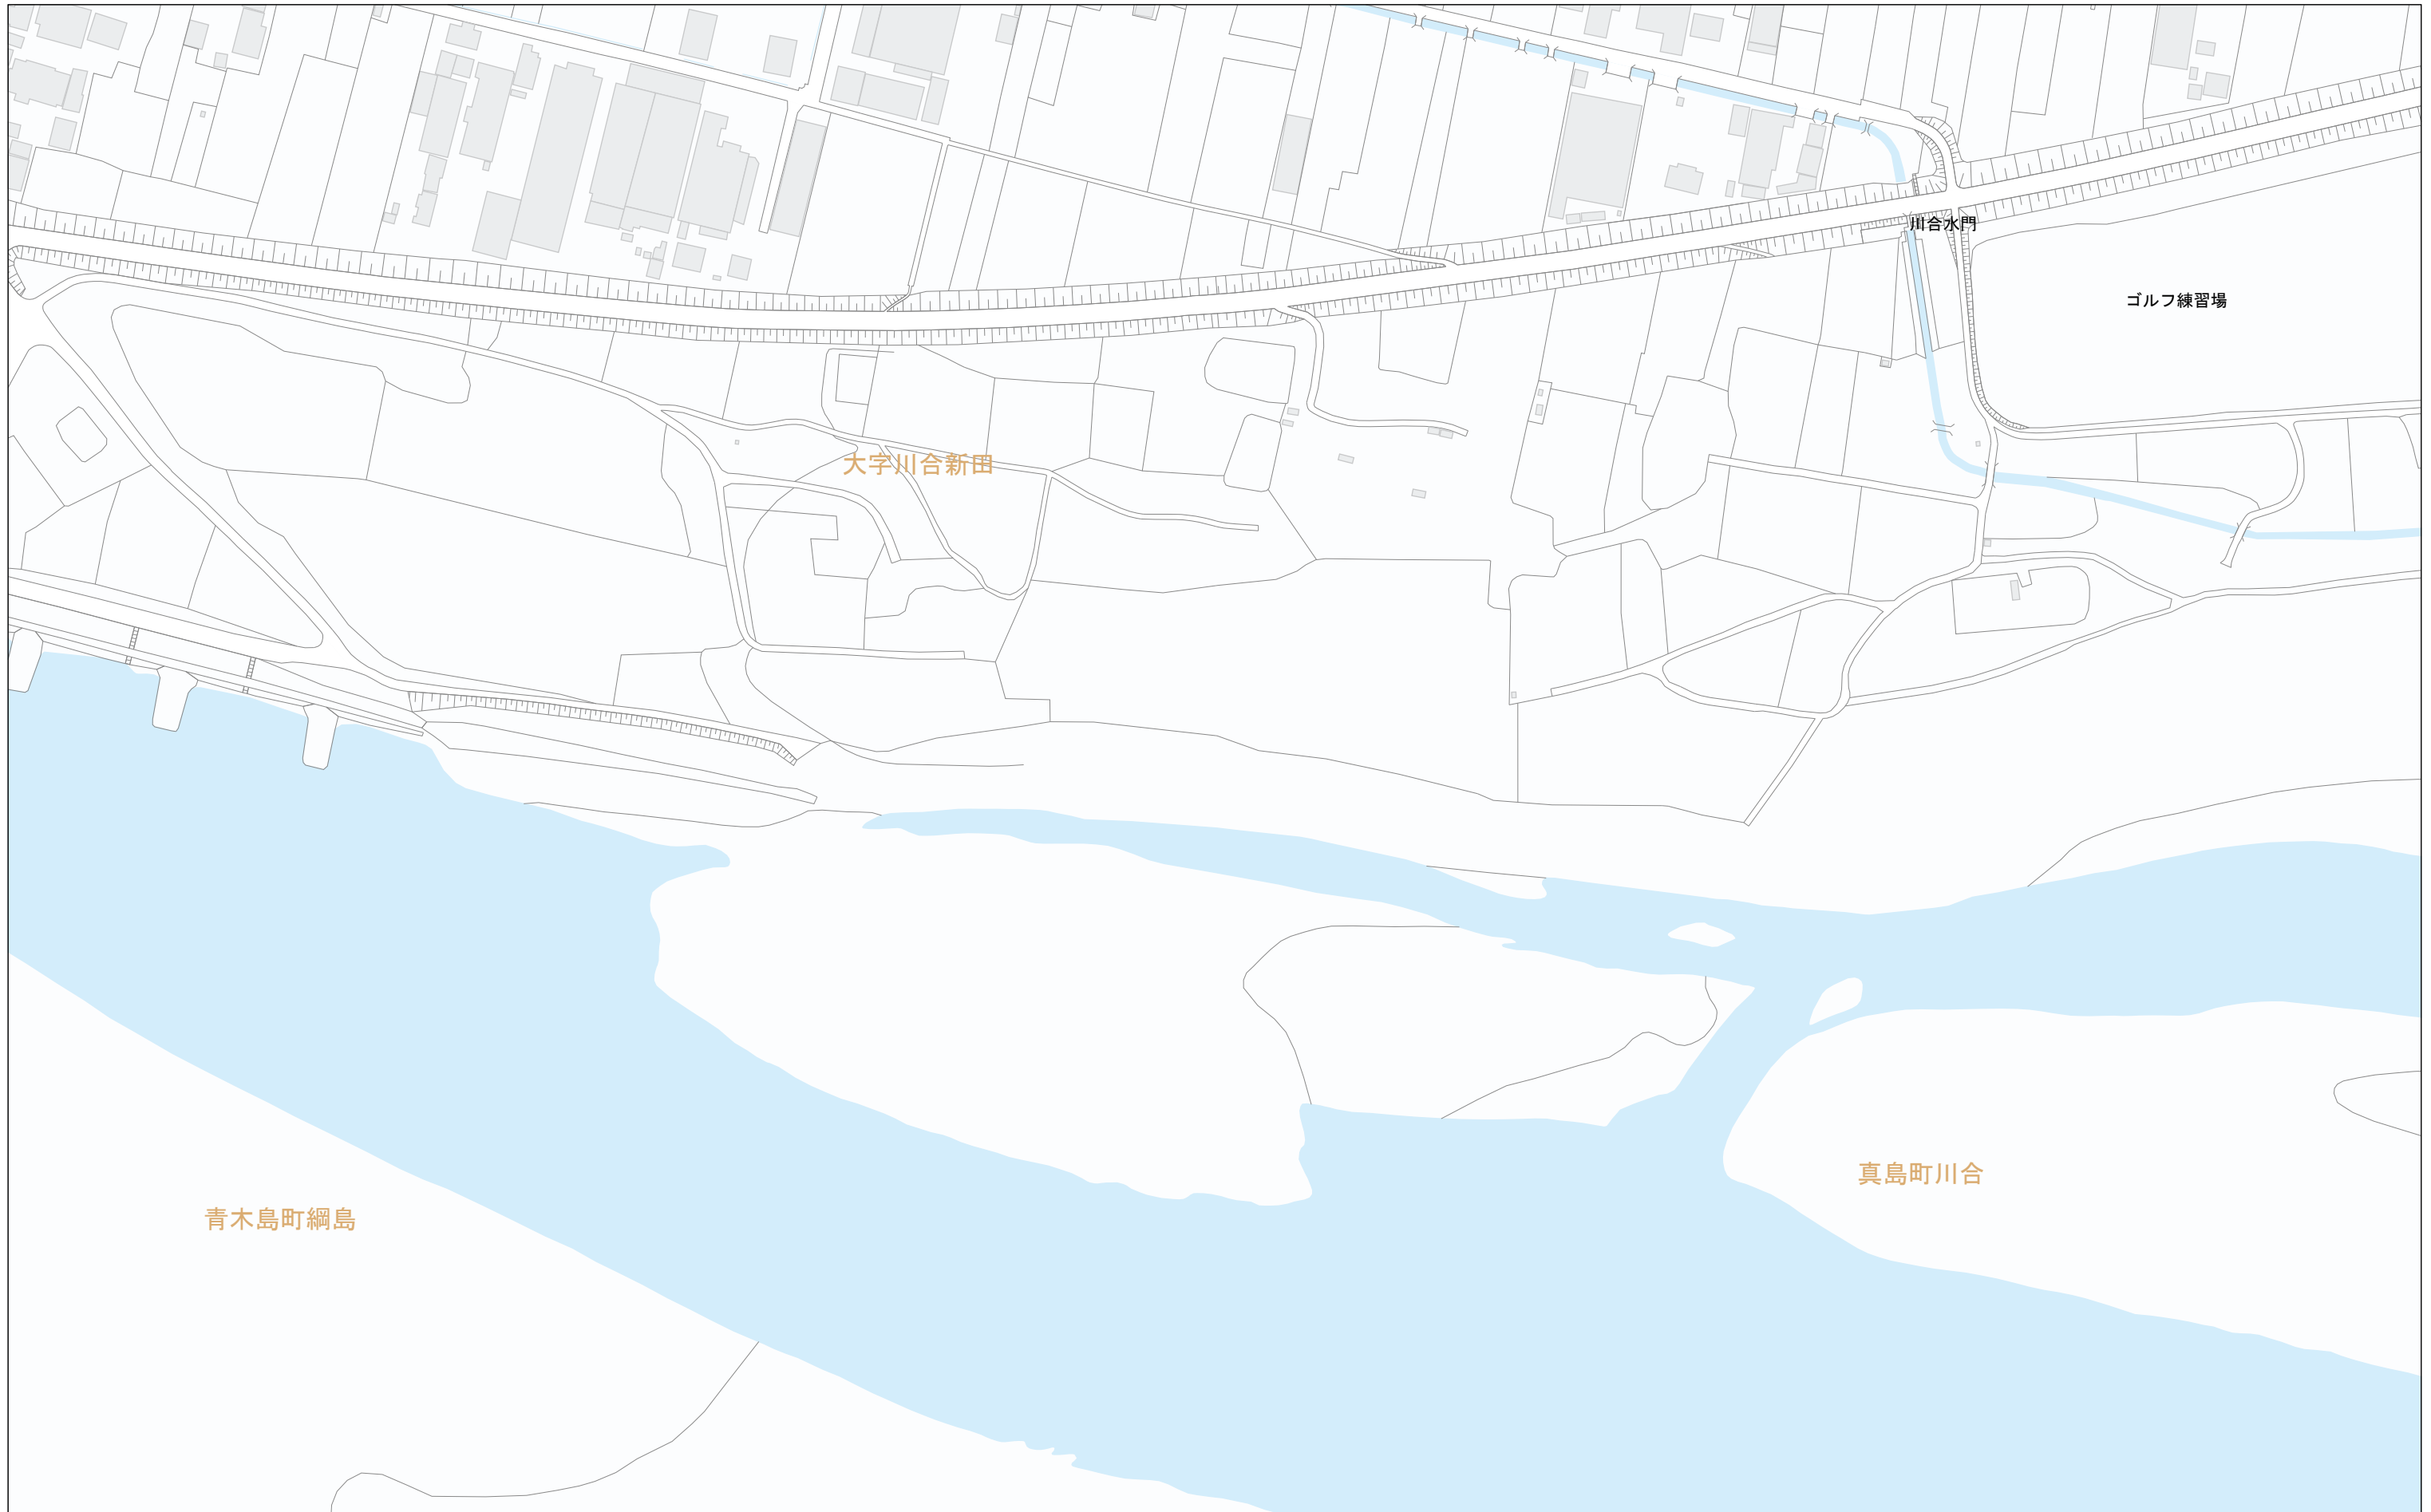 川合水門
ゴルフ練習場
大字川合新田
真島町川合
青木島町綱島